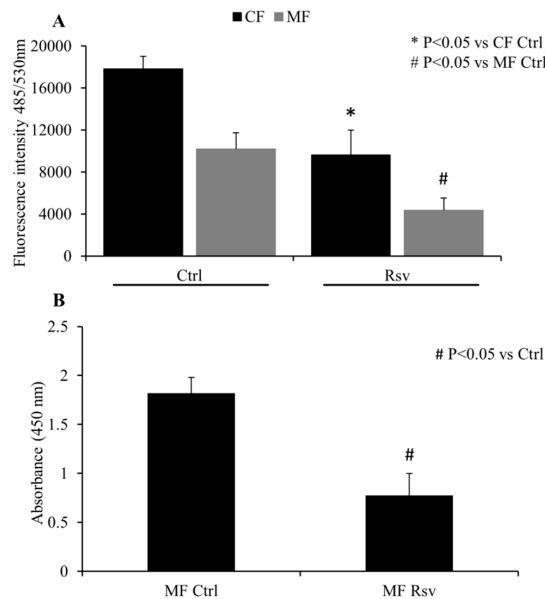 A
CF MF
* P<0.05 vs CF Ctrl
# P<0.05 vs MF Ctrl
Fluorescence intensity 485/530nm
18000
16000
12000
8000
4000
0
*
#
Ctrl
Rsv
B
# P<0.05 vs Ctrl
Absorbance (450 nm)
2.5
2
1.5
1
0.5
0
#
MF Ctrl
MF Rsv